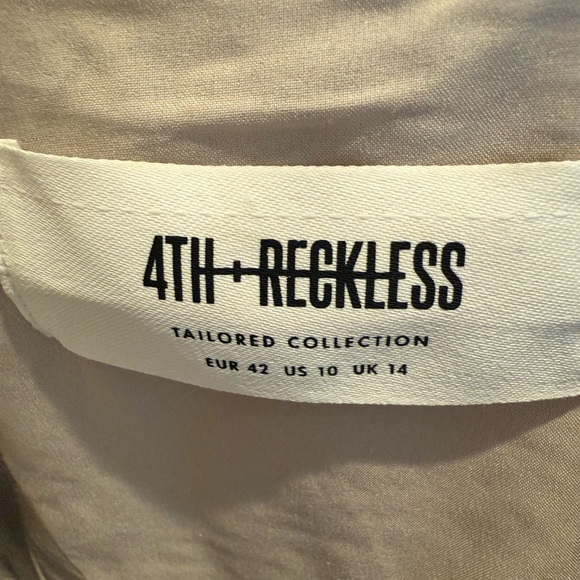 4TH + RECKLESS
TAILORED COLLECTION
EUR 42 US 10 UK 14